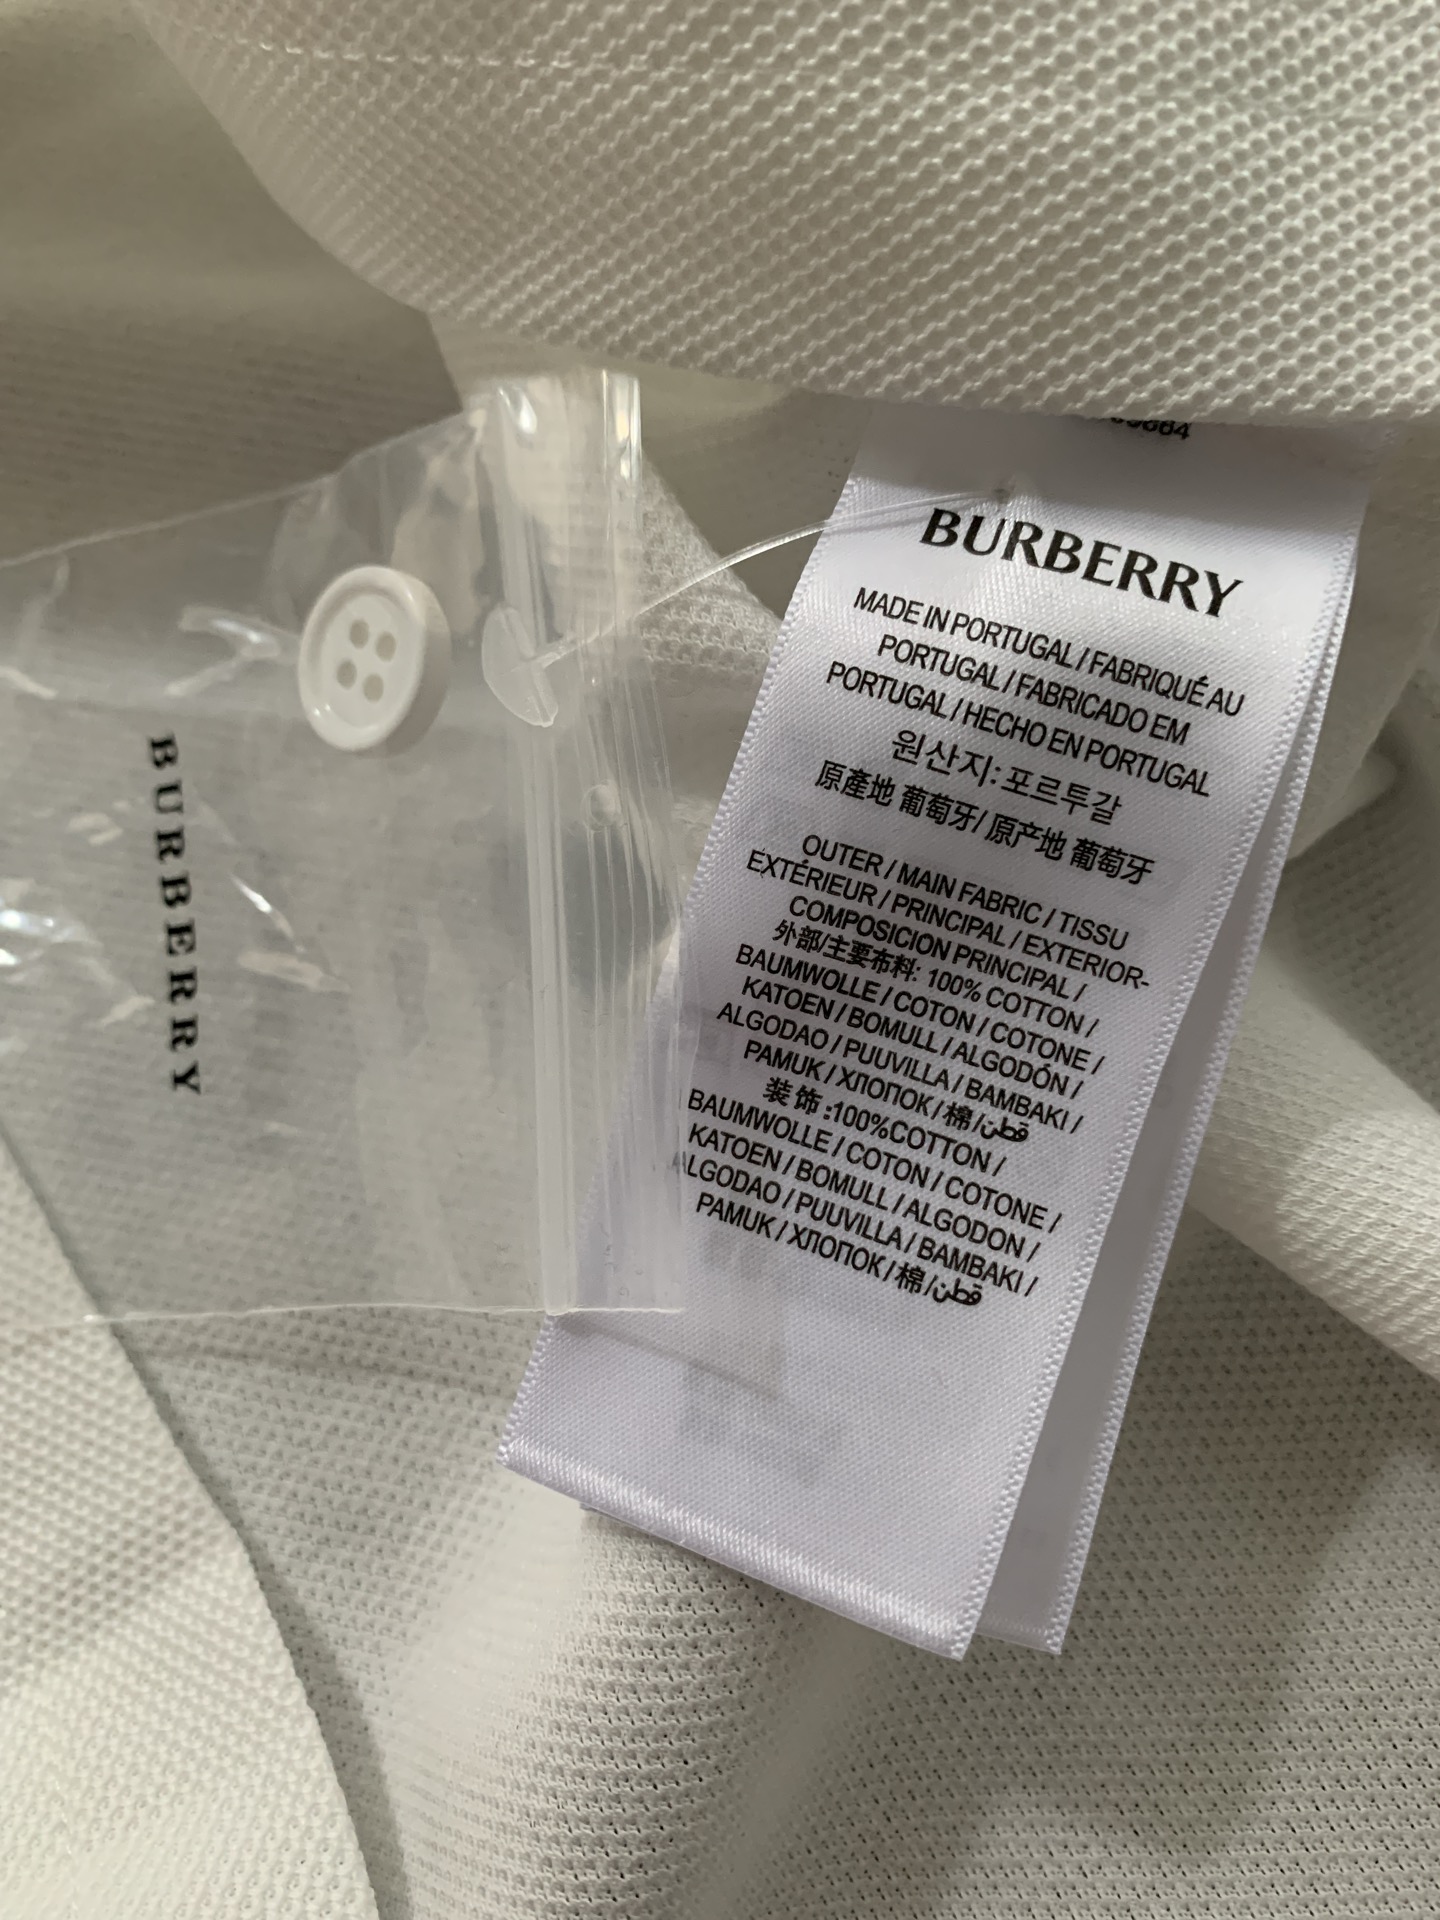 BURBERRY
MADE IN PORTUGAL / FABRIQUÉ AU
PORTUGAL / FABRICADO EM
PORTUGAL / HECHO EN PORTUGAL
원산지: 포르투갈
原產地 葡萄牙/ 原产地 葡萄牙
OUTER / MAIN FABRIC / TISSU
EXTÉRIEUR / PRINCIPAL / EXTERIOR-
COMPOSICION PRINCIPAL /
外部/主要布料: 100% COTTON /
BAUMWOLLE / COTON / COTONE /
KATOEN / BOMULL / ALGODÓN /
ALGODAO / PUUVILLA / BAMBAKI /
PAMUK / ХЛОПОК / 棉 /قطن
装 饰 :100%COTTON /
BAUMWOLLE / COTON / COTONE /
KATOEN / BOMULL / ALGODON /
ALGODAO / PUUVILLA / BAMBAKI /
PAMUK / ХЛОПОК / 棉 /قطن
BURBERRY